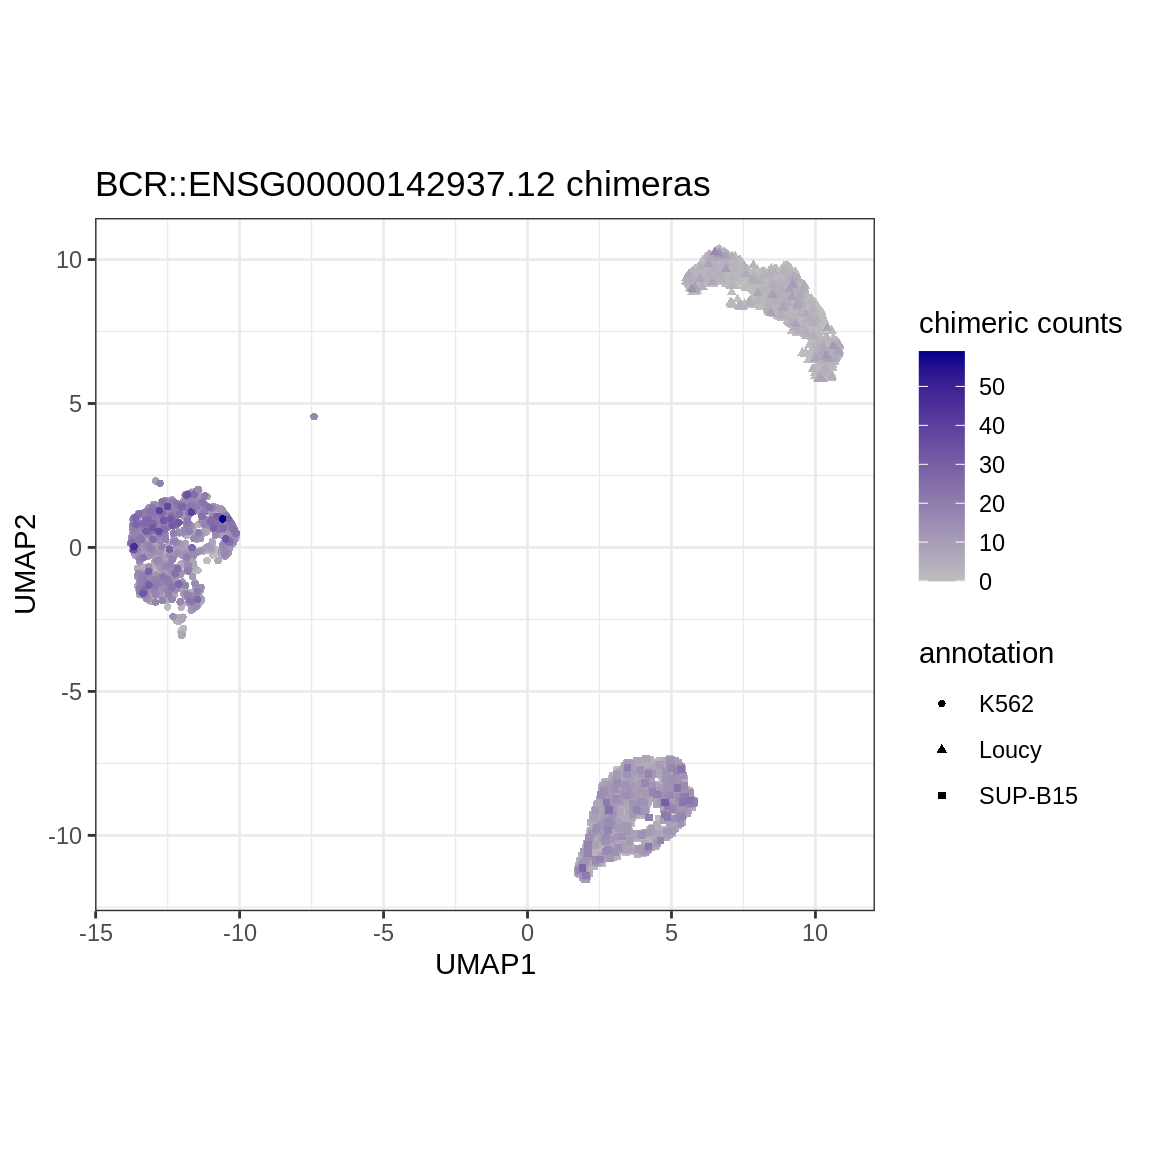 BCR::ENSG00000142937.12 chimeras
10
5
0
-5
-10
UMAP2
-15 -10 -5 0 5 10
UMAP1
chimeric counts
50
40
30
20
10
0
annotation
K562
Loucy
SUP-B15